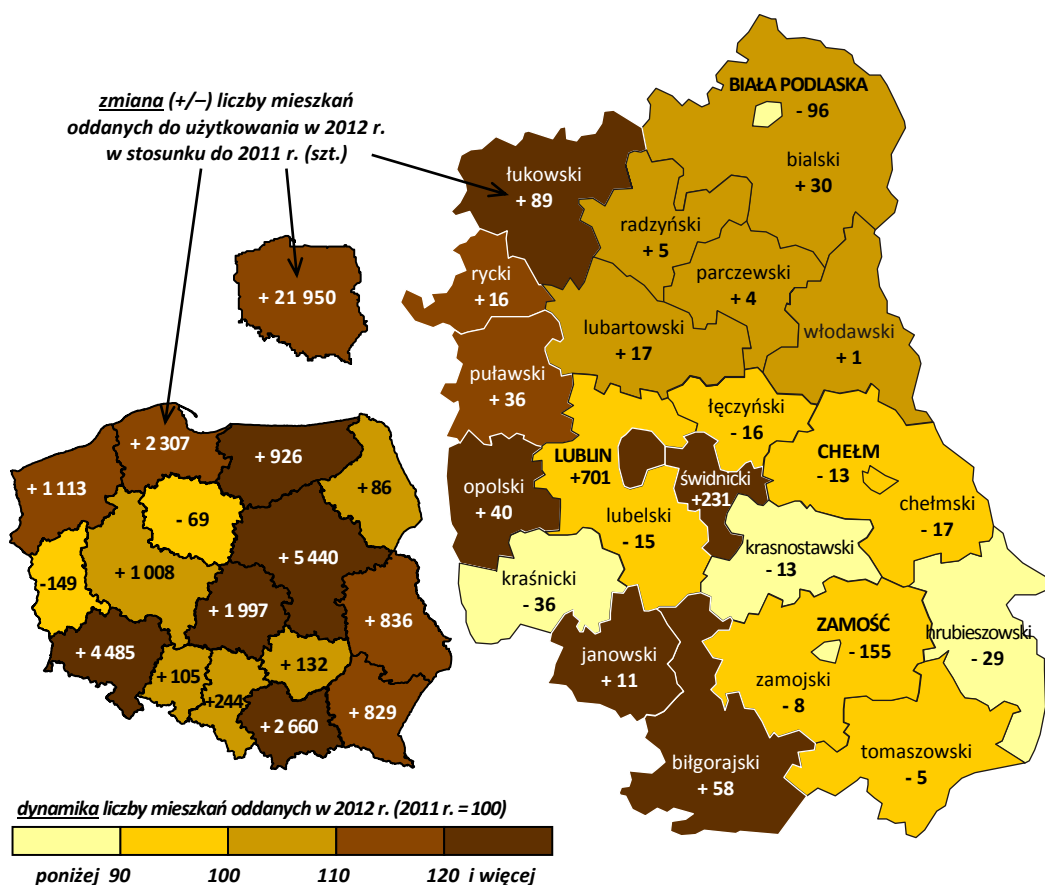 zmiana (+/–) liczby mieszkań
oddanych do użytkowania w 2012 r.
w stosunku do 2011 r. (szt.)
+ 21 950
+ 2 307
+ 926
+ 86
+ 1 113
- 69
-149
+ 1 008
+ 5 440
+ 1 997
+ 836
+ 4 485
+ 105
+244
+ 132
+ 2 660
+ 829
BIAŁA PODLASKA
- 96
bialski
+ 30
łukowski
+ 89
radzyński
+ 5
parczewski
+ 4
rycki
+ 16
lubartowski
+ 17
włodawski
+ 1
puławski
+ 36
łęczyński
- 16
LUBLIN
+701
świdnicki
+231
CHEŁM
- 13
chełmski
- 17
opolski
+ 40
lubelski
- 15
krasnostawski
- 13
kraśnicki
- 36
ZAMOŚĆ
- 155
hrubieszowski
- 29
janowski
+ 11
zamojski
- 8
biłgorajski
+ 58
tomaszowski
- 5
dynamika liczby mieszkań oddanych w 2012 r. (2011 r. = 100)
poniżej 90 100 110 120 i więcej